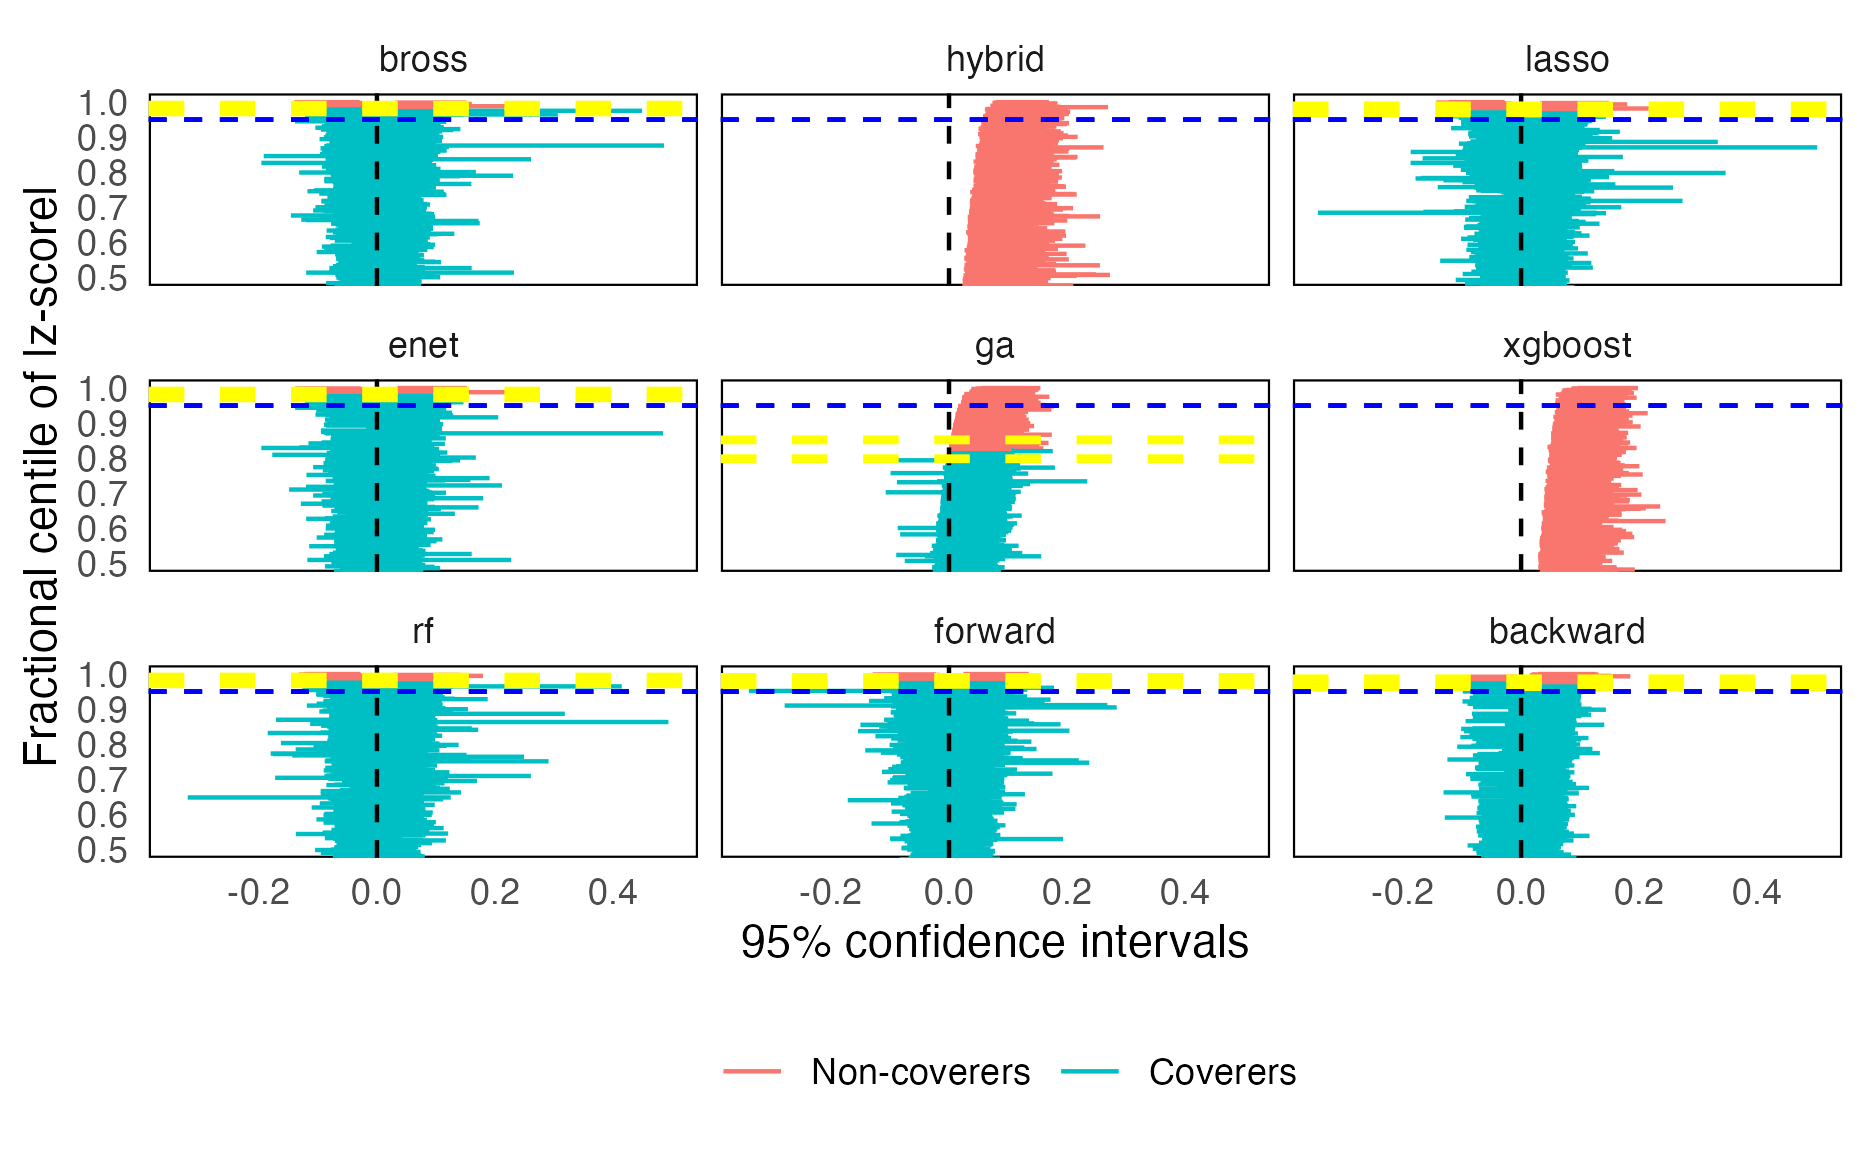 bross hybrid lasso
1.0
0.9
0.8
0.7
0.6
0.5
enet ga xgboost
1.0
0.9
0.8
0.7
0.6
0.5
rf forward backward
1.0
0.9
0.8
0.7
0.6
0.5
-0.2 0.0 0.2 0.4 -0.2 0.0 0.2 0.4 -0.2 0.0 0.2 0.4
Fractional centile of |z-score|
95% confidence intervals
Non-coverers Coverers